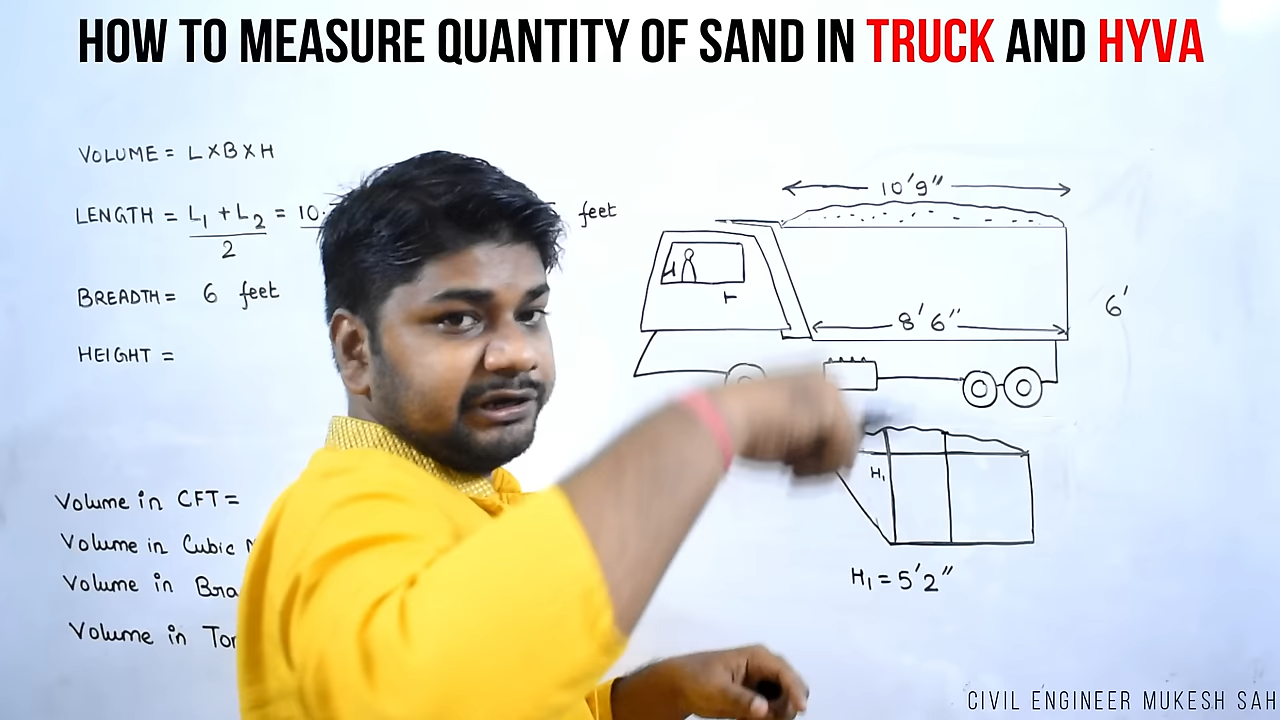 HOW TO MEASURE QUANTITY OF SAND IN TRUCK AND HYVA
VOLUME = L X B X H
LENGTH = L₁ + L₂ = 10. feet
2
BREADTH = 6 feet
HEIGHT =
Volume in CFT =
Volume in Cubic
Volume in
Volume in
10'9"
8'6"
6'
H₁
H₁ = 5'2"
CIVIL ENGINEER MUKESH SAH